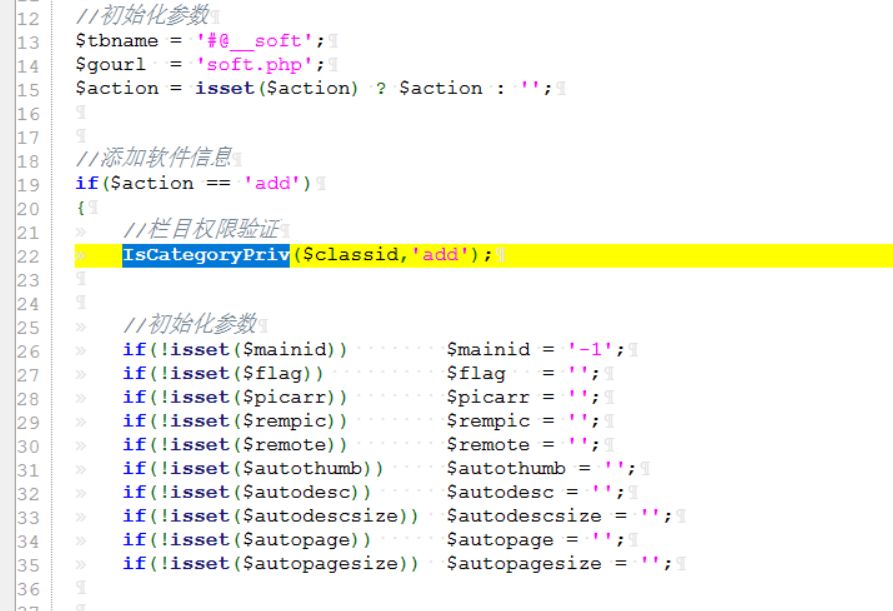 12 //初始化参数
13 $tbname = '#@__soft';
14 $gourl = 'soft.php';
15 $action = isset($action) ? $action : '';
16
17
18 //添加软件信息
19 if($action == 'add')
20 {
21 //栏目权限验证
22 IsCategoryPriv($classid,'add');
23
24
25 //初始化参数
26 if(!isset($mainid)) $mainid = '-1';
27 if(!isset($flag)) $flag = '';
28 if(!isset($picarr)) $picarr = '';
29 if(!isset($rempic)) $rempic = '';
30 if(!isset($remote)) $remote = '';
31 if(!isset($autothumb)) $autothumb = '';
32 if(!isset($autodesc)) $autodesc = '';
33 if(!isset($autodescsize)) $autodescsize = '';
34 if(!isset($autopage)) $autopage = '';
35 if(!isset($autopagesize)) $autopagesize = '';
36